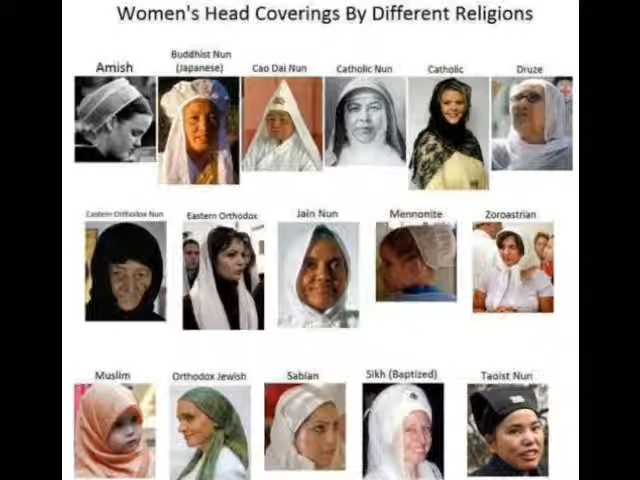 Women's Head Coverings By Different Religions
Amish
Buddhist Nun
(Japanese)
Cao Dai Nun
Catholic Nun
Catholic
Druze
Eastern Orthodox Nun
Eastern Orthodox
Jain Nun
Mennonite
Zoroastrian
Muslim
Orthodox Jewish
Sabian
Sikh (Baptized)
Taoist Nun